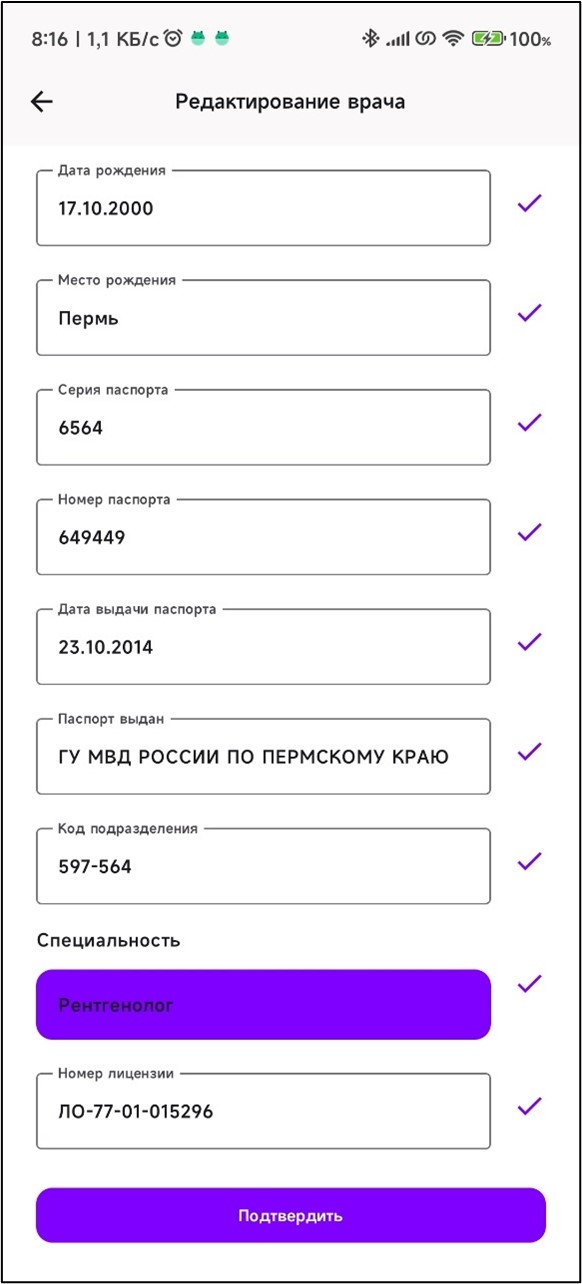 8:16 | 1,1 КБ/с 100%
Редактирование врача
Дата рождения
17.10.2000
Место рождения
Пермь
Серия паспорта
6564
Номер паспорта
649449
Дата выдачи паспорта
23.10.2014
Паспорт выдан
ГУ МВД РОССИИ ПО ПЕРМСКОМУ КРАЮ
Код подразделения
597-564
Специальность
Рентгенолог
Номер лицензии
ЛО-77-01-015296
Подтвердить